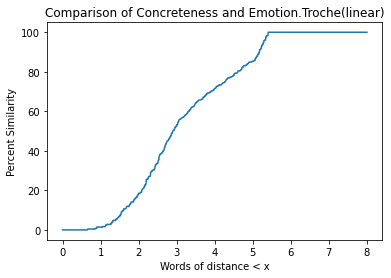 Comparison of Concreteness and Emotion.Troche(linear)
100
80
60
40
20
0
Percent Similarity
0 1 2 3 4 5 6 7 8
Words of distance < x